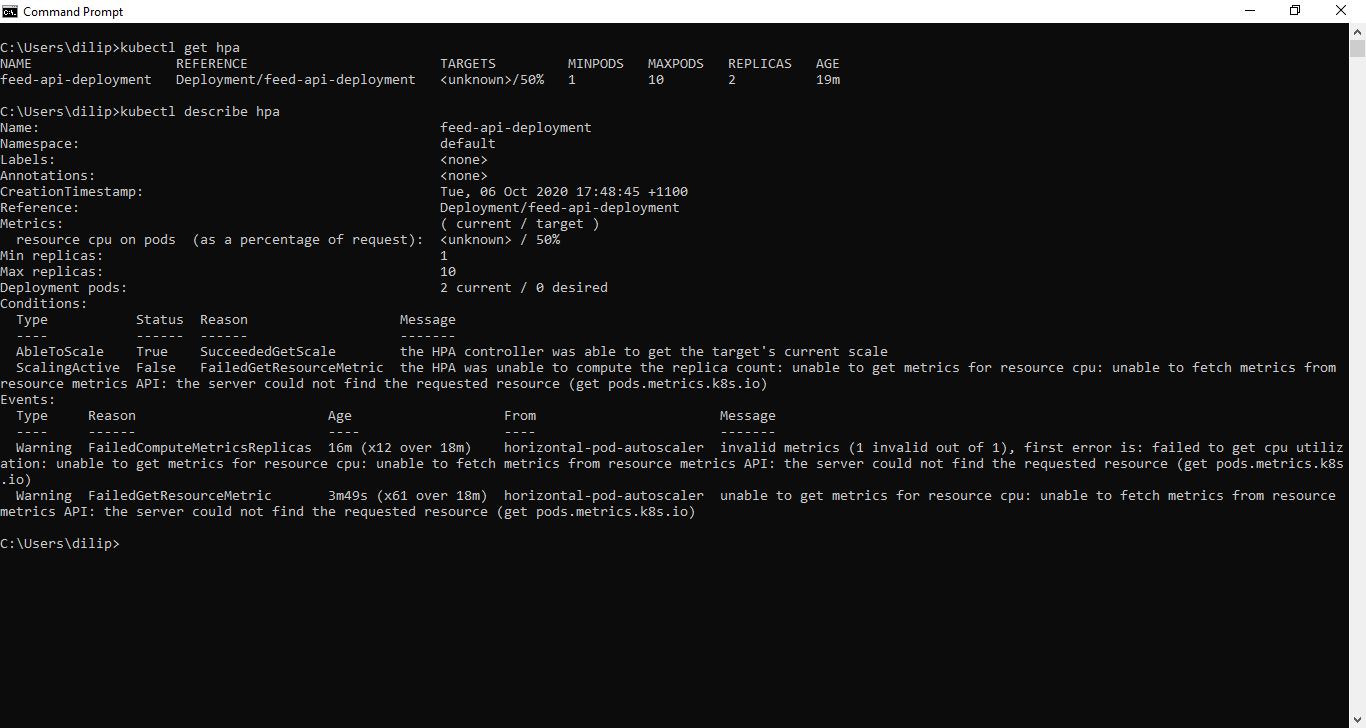 Command Prompt
C:\Users\dilip>kubectl get hpa
NAME                   REFERENCE                        TARGETS         MINPODS   MAXPODS   REPLICAS   AGE
feed-api-deployment   Deployment/feed-api-deployment   <unknown>/50%   1         10        2          19m
C:\Users\dilip>kubectl describe hpa
Name:                                                  feed-api-deployment
Namespace:                                             default
Labels:                                                <none>
Annotations:                                           <none>
CreationTimestamp:                                     Tue, 06 Oct 2020 17:48:45 +1100
Reference:                                             Deployment/feed-api-deployment
Metrics:                                               ( current / target )
  resource cpu on pods  (as a percentage of request):  <unknown> / 50%
Min replicas:                                          1
Max replicas:                                          10
Deployment pods:                                       2 current / 0 desired
Conditions:
  Type           Status  Reason                   Message
  ----           ------  ------                   -------
  AbleToScale    True    SucceededGetScale        the HPA controller was able to get the target's current scale
  ScalingActive  False   FailedGetResourceMetric  the HPA was unable to compute the replica count: unable to get metrics for resource cpu: unable to fetch metrics from
resource metrics API: the server could not find the requested resource (get pods.metrics.k8s.io)
Events:
  Type     Reason                        Age                   From                       Message
  ----     ------                        ----                  ----                       -------
  Warning  FailedComputeMetricsReplicas  16m (x12 over 18m)    horizontal-pod-autoscaler  invalid metrics (1 invalid out of 1), first error is: failed to get cpu utiliz
ation: unable to get metrics for resource cpu: unable to fetch metrics from resource metrics API: the server could not find the requested resource (get pods.metrics.k8s
.io)
  Warning  FailedGetResourceMetric       3m49s (x61 over 18m)  horizontal-pod-autoscaler  unable to get metrics for resource cpu: unable to fetch metrics from resource
metrics API: the server could not find the requested resource (get pods.metrics.k8s.io)
C:\Users\dilip>